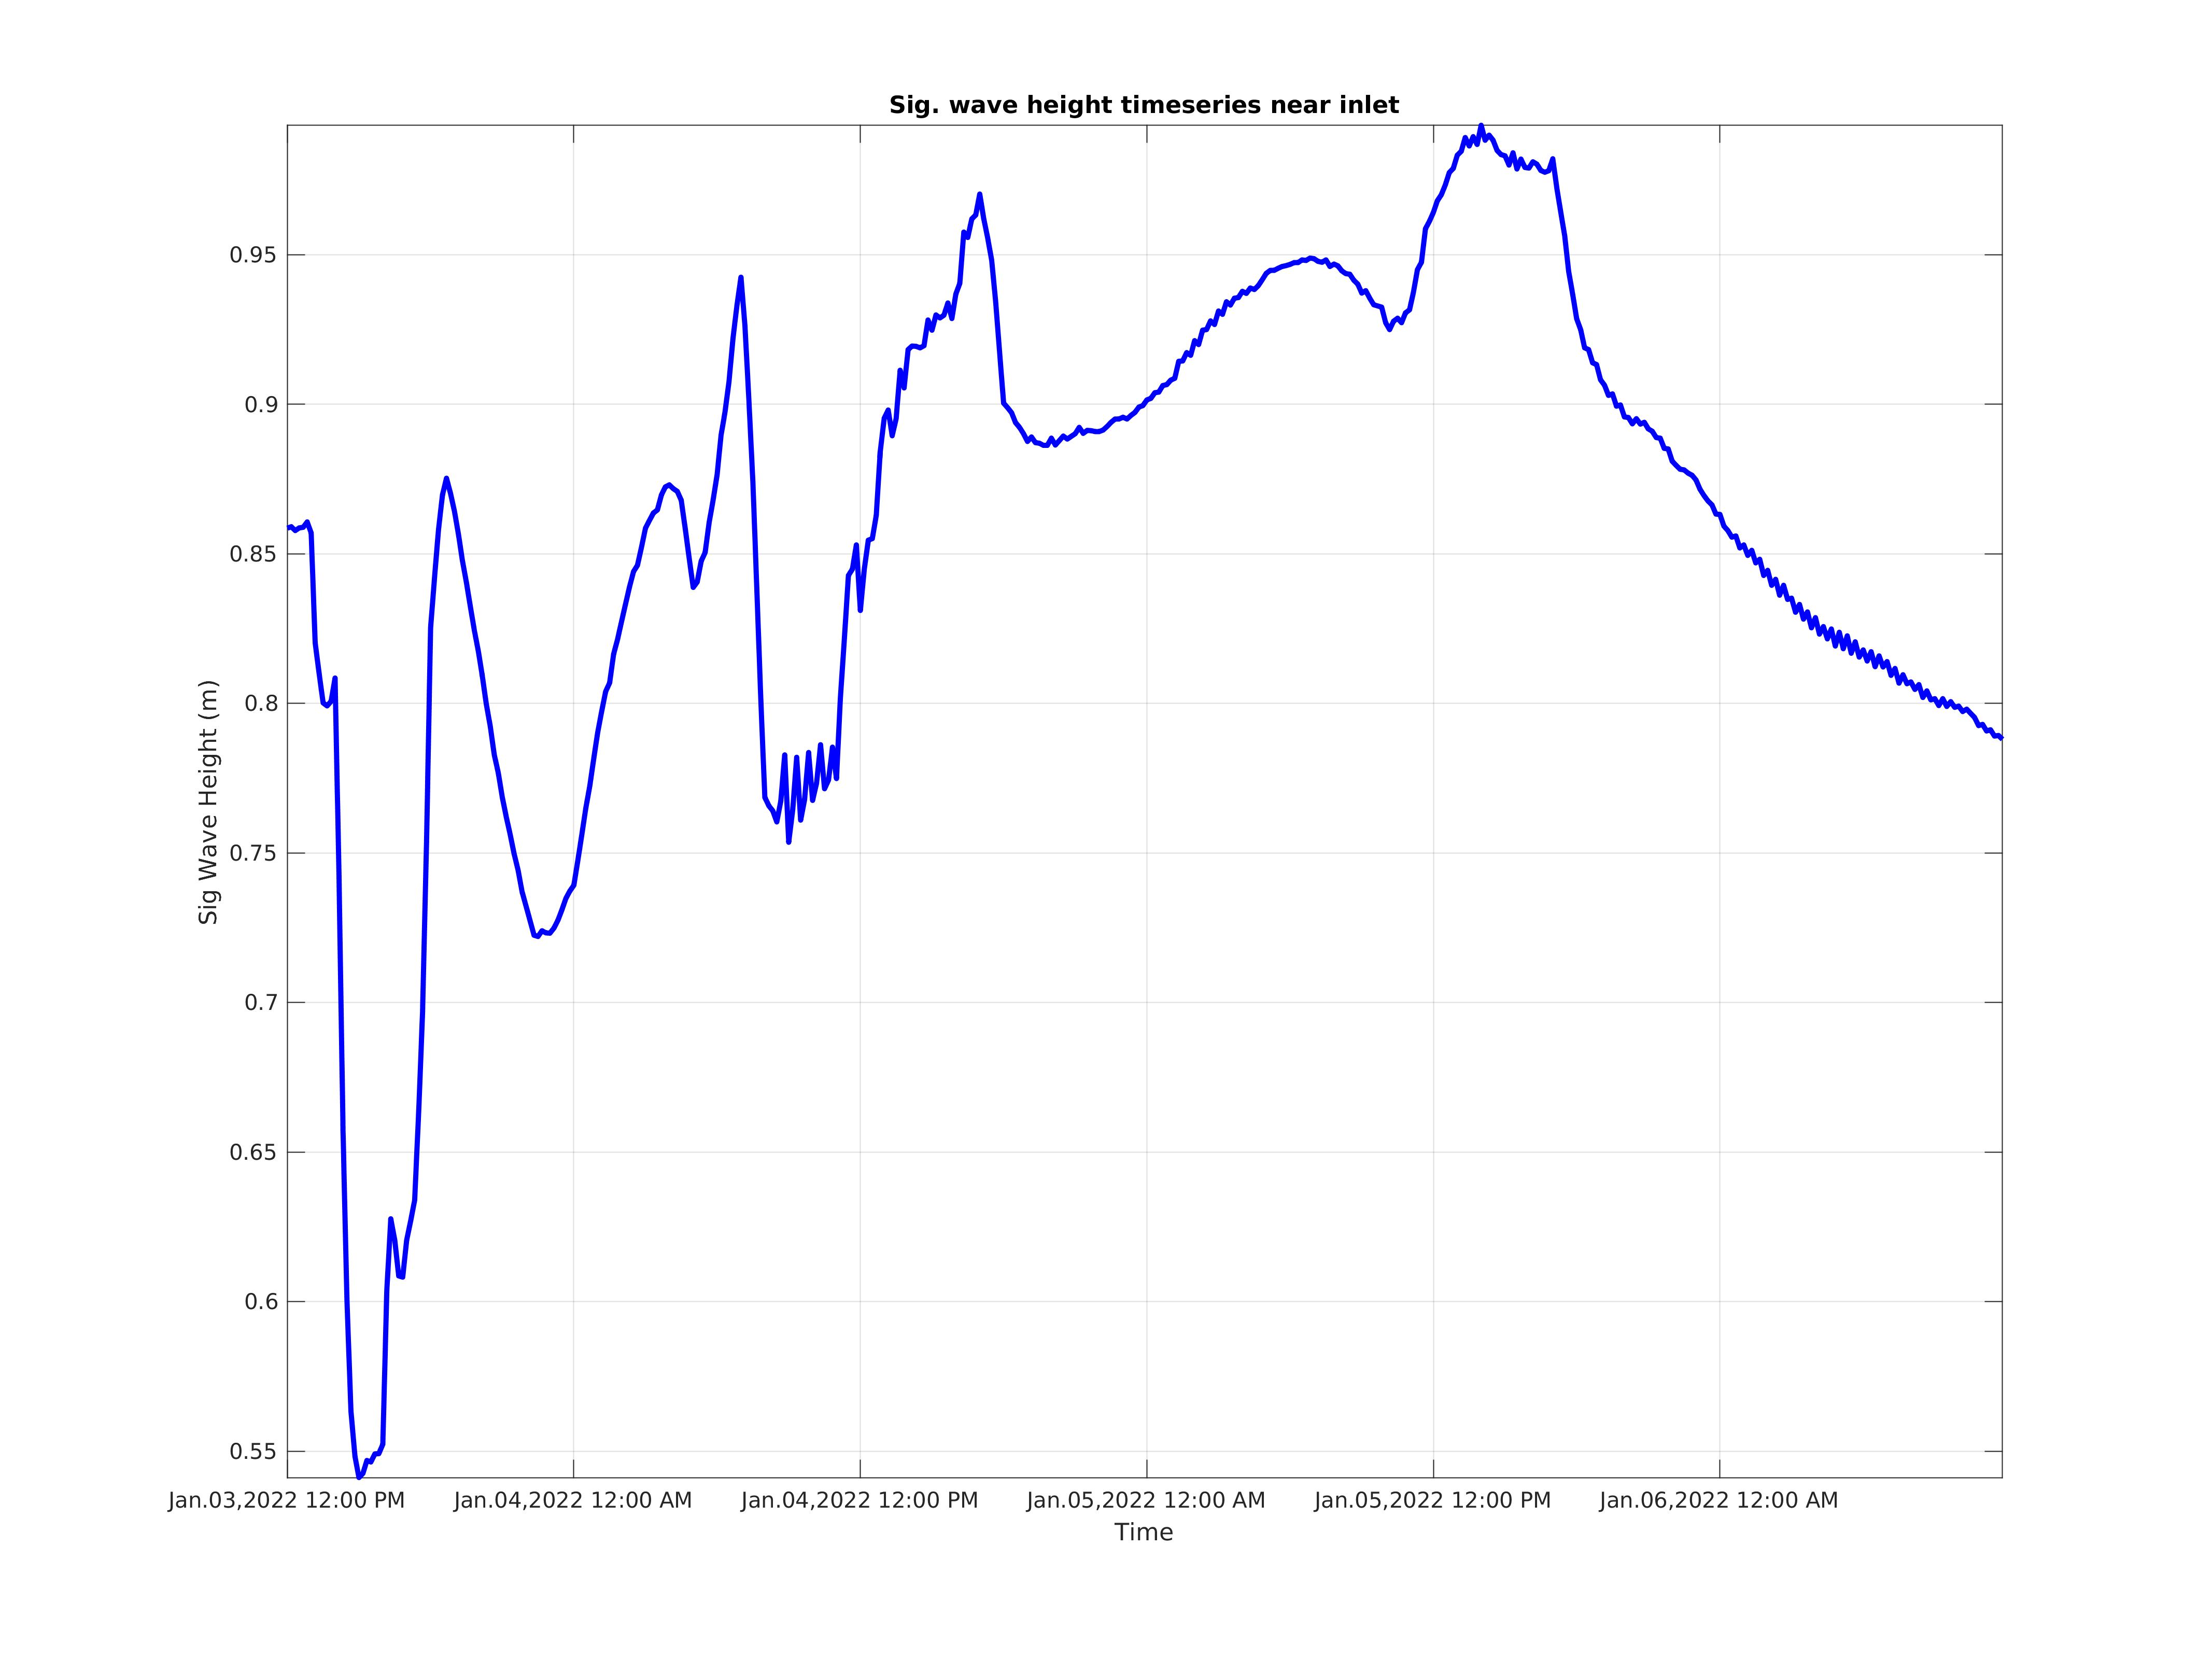 Sig. wave height timeseries near inlet
0.95
0.9
0.85
0.8
0.75
0.7
0.65
0.6
0.55
Sig Wave Height (m)
Jan.03,2022 12:00 PM Jan.04,2022 12:00 AM Jan.04,2022 12:00 PM Jan.05,2022 12:00 AM Jan.05,2022 12:00 PM Jan.06,2022 12:00 AM
Time